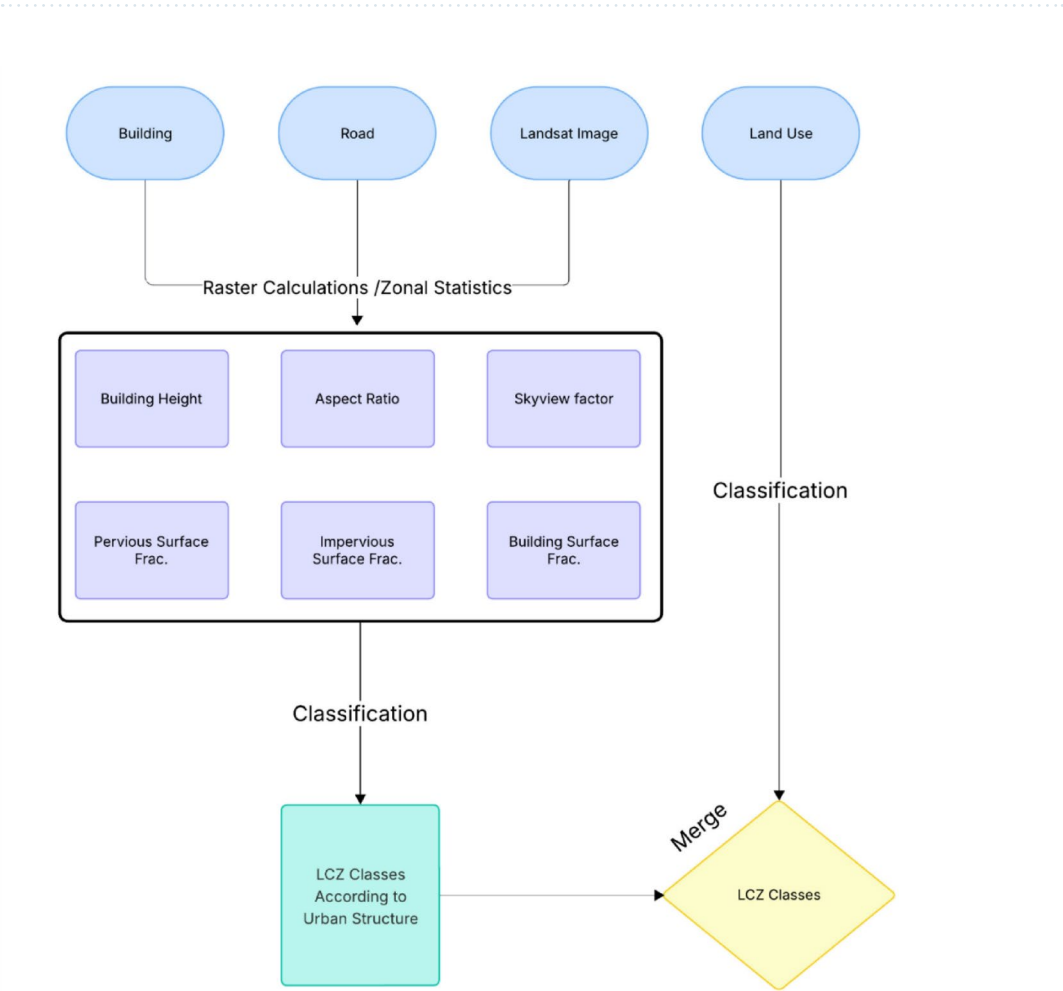 Building
Road
Landsat Image
Land Use
Raster Calculations /Zonal Statistics
Building Height
Aspect Ratio
Skyview factor
Pervious Surface
Frac.
Impervious
Surface Frac.
Building Surface
Frac.
Classification
Classification
Merge
LCZ Classes
According to
Urban Structure
LCZ Classes